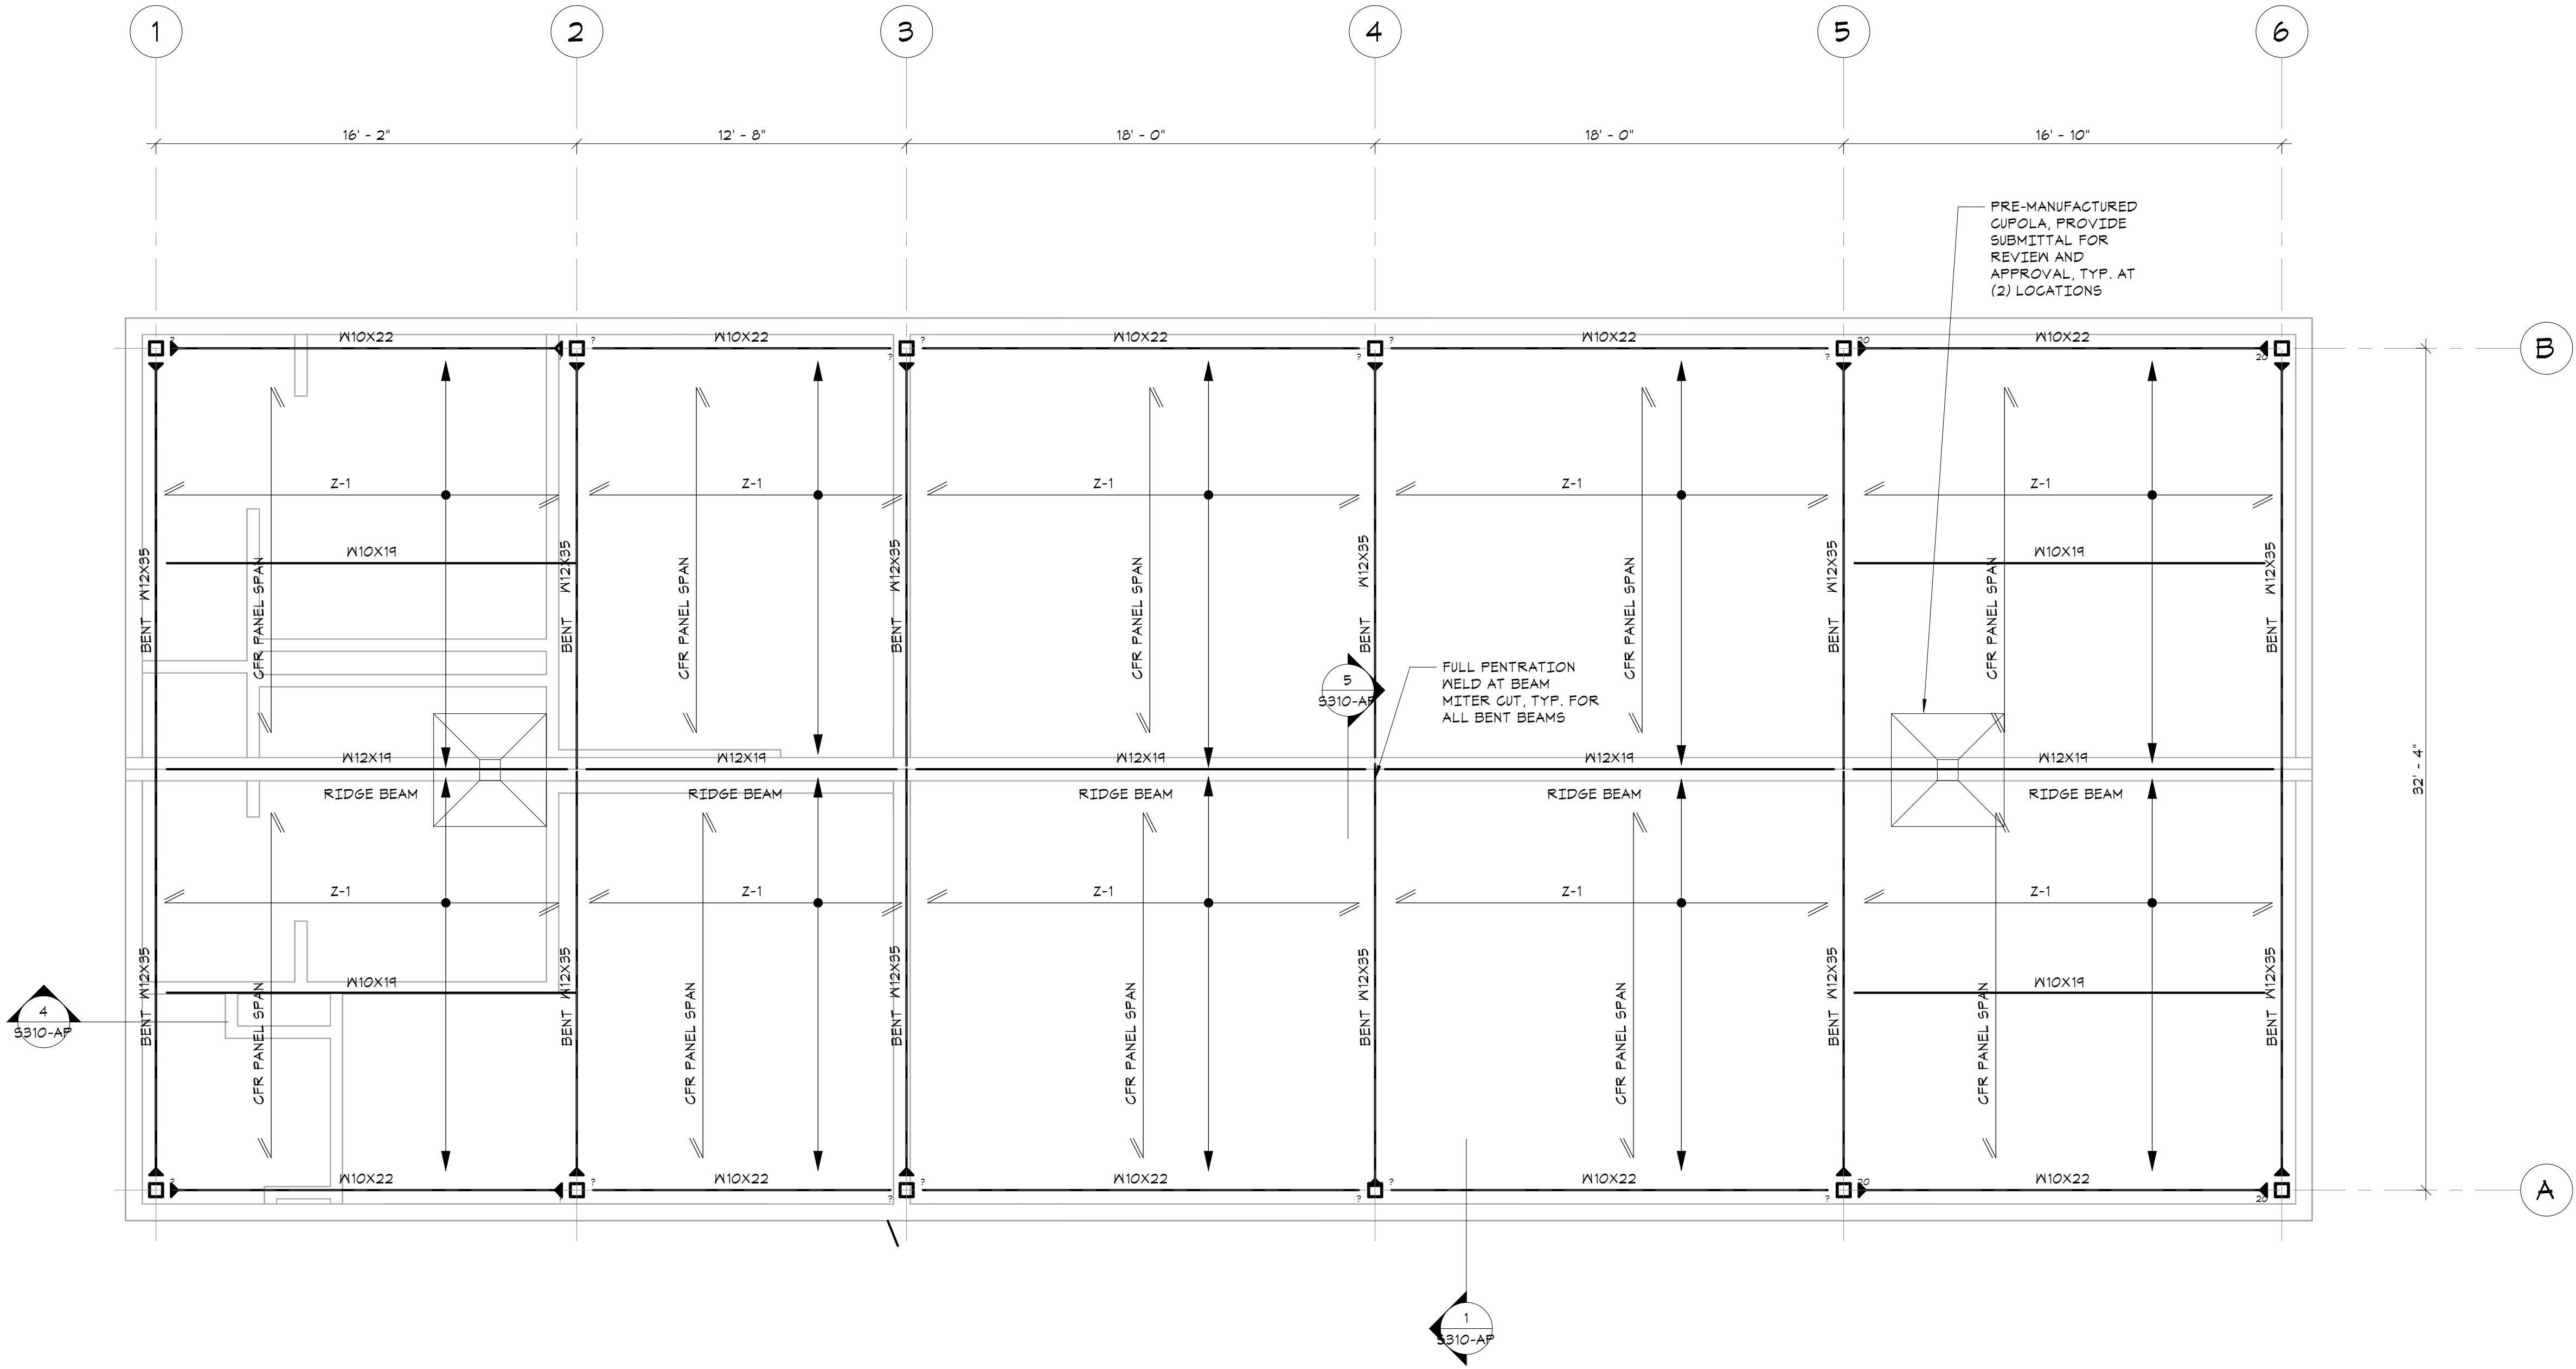 1 2 3 4 5 6
16' - 2" 12' - 8" 18' - 0" 18' - 0" 16' - 10"
PRE-MANUFACTURED
CUPOLA, PROVIDE
SUBMITTAL FOR
REVIEW AND
APPROVAL, TYP. AT
(2) LOCATIONS
W10X22 W10X22 W10X22 W10X22 W10X22
? ? ? ? 20
? ? ? ? 20
B
Z-1 Z-1 Z-1 Z-1 Z-1
W10X19 W10X19
BENT W12X35
CFR PANEL SPAN
BENT W12X35
CFR PANEL SPAN
BENT W12X35
CFR PANEL SPAN
BENT W12X35
CFR PANEL SPAN
BENT W12X35
CFR PANEL SPAN
BENT W12X35
5
S310-AP
FULL PENTRATION
WELD AT BEAM
MITER CUT, TYP. FOR
ALL BENT BEAMS
W12X19 W12X19 W12X19 W12X19 W12X19
RIDGE BEAM RIDGE BEAM RIDGE BEAM RIDGE BEAM RIDGE BEAM
32' - 4"
Z-1 Z-1 Z-1 Z-1 Z-1
W10X19 W10X19
BENT W12X35
CFR PANEL SPAN
BENT W12X35
CFR PANEL SPAN
BENT W12X35
CFR PANEL SPAN
BENT W12X35
CFR PANEL SPAN
BENT W12X35
CFR PANEL SPAN
BENT W12X35
4
S310-AP
W10X22 W10X22 W10X22 W10X22 W10X22
? ? ? ? 20
? ? ? ? 20
A
1
S310-AP